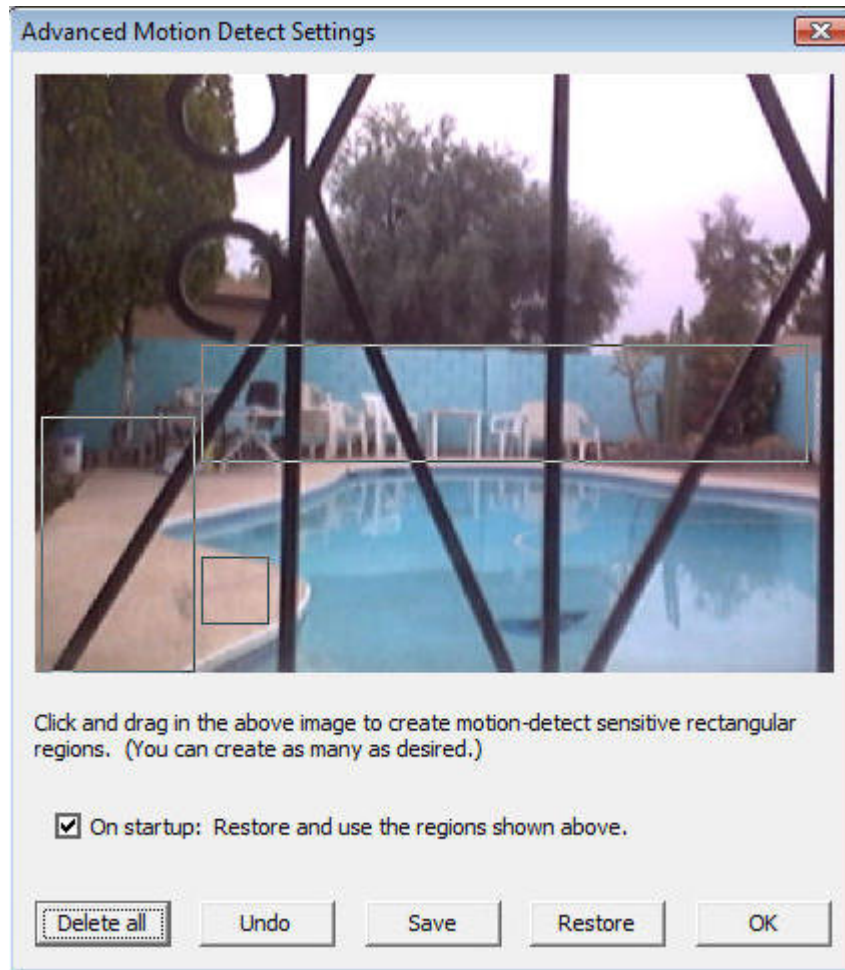 Advanced Motion Detect Settings
Click and drag in the above image to create motion-detect sensitive rectangular
regions. (You can create as many as desired.)
On startup: Restore and use the regions shown above.
Delete all Undo Save Restore OK